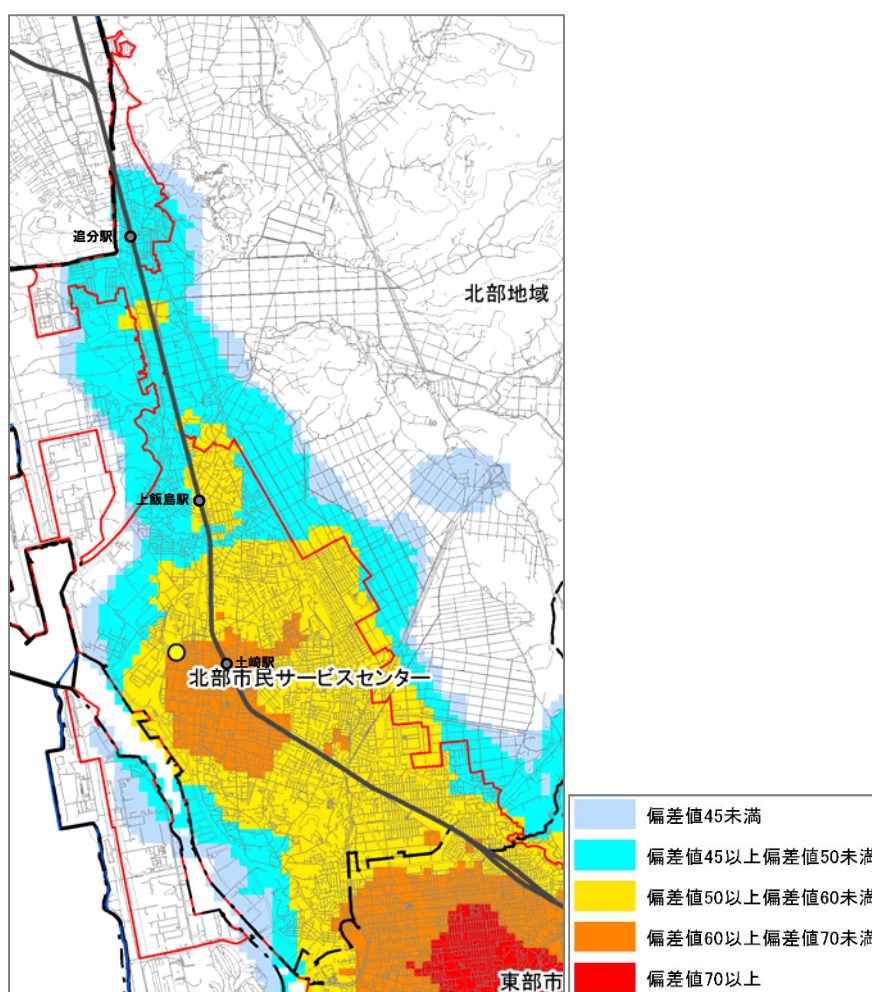 追分駅
北部地域
上飯島駅
土崎駅
北部市民サービスセンター
偏差値45未満
偏差値45以上偏差値50未満
偏差値50以上偏差値60未満
偏差値60以上偏差値70未満
偏差値70以上
東部市